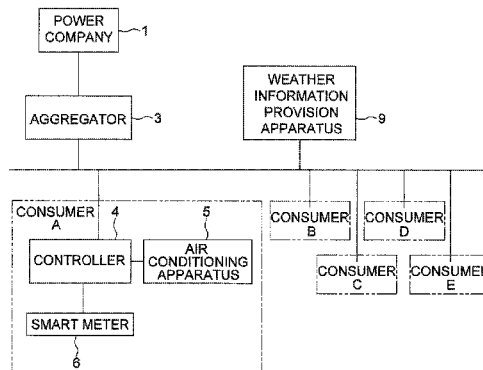 POWER
COMPANY
1
AGGREGATOR
3
WEATHER
INFORMATION
PROVISION
APPARATUS
9
CONSUMER
A
4
CONTROLLER
5
AIR
CONDITIONING
APPARATUS
SMART METER
6
CONSUMER
B
CONSUMER
D
CONSUMER
C
CONSUMER
E